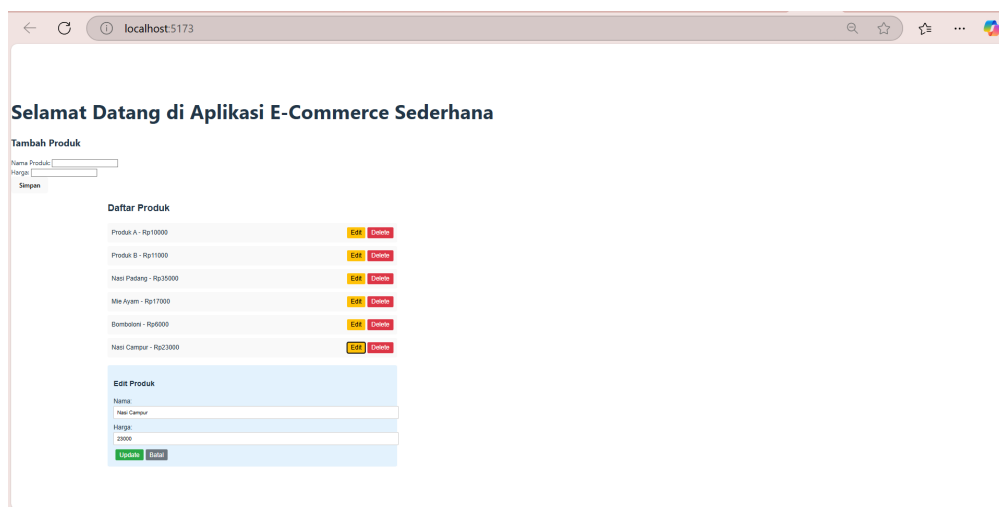 localhost:5173
Selamat Datang di Aplikasi E-Commerce Sederhana
Tambah Produk
Nama Produk:
Harga:
Simpan
Daftar Produk
Produk A - Rp10000 Edit Delete
Produk B - Rp11000 Edit Delete
Nasi Padang - Rp35000 Edit Delete
Mie Ayam - Rp17000 Edit Delete
Bomboloni - Rp6000 Edit Delete
Nasi Campur - Rp23000 Edit Delete
Edit Produk
Nama:
Nasi Campur
Harga:
23000
Update Batal